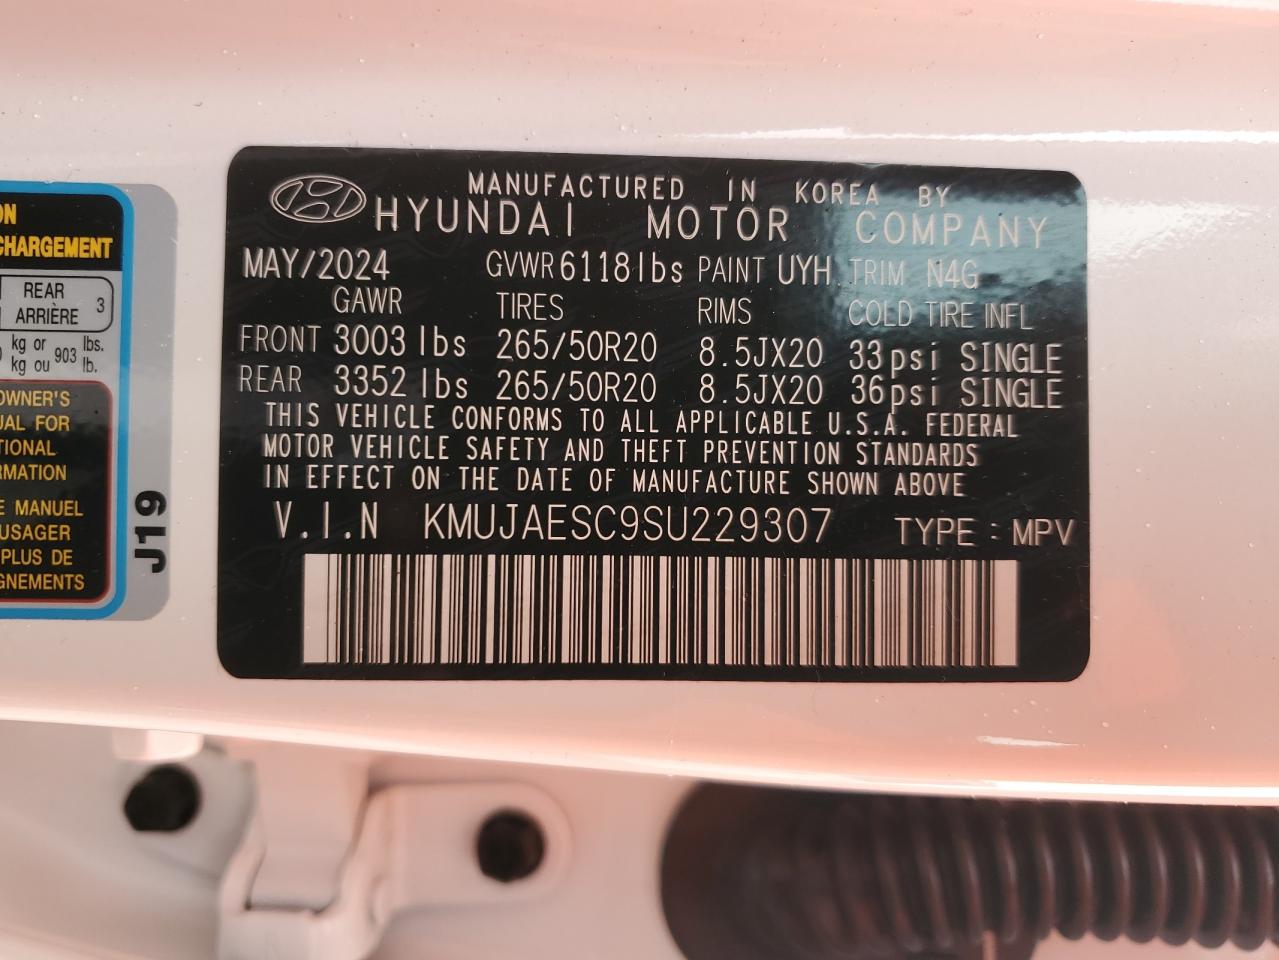 ON
CHARGEMENT
REAR
ARRIÈRE 3
kg or lbs.
903
kg ou lb.
OWNER'S
UAL FOR
TIONAL
RMATION
E MANUEL
USAGER
PLUS DE
GNEMENTS
J19
MANUFACTURED IN KOREA BY
HYUNDAI MOTOR COMPANY
MAY/2024 GVWR 6118lbs PAINT UYH TRIM N4G
GAWR TIRES RIMS COLD TIRE INFL
FRONT 3003 lbs 265/50R20 8.5JX20 33psi SINGLE
REAR 3352 lbs 265/50R20 8.5JX20 36psi SINGLE
THIS VEHICLE CONFORMS TO ALL APPLICABLE U.S.A. FEDERAL
MOTOR VEHICLE SAFETY AND THEFT PREVENTION STANDARDS
IN EFFECT ON THE DATE OF MANUFACTURE SHOWN ABOVE
V.I.N KMUJAESC9SU229307 TYPE : MPV